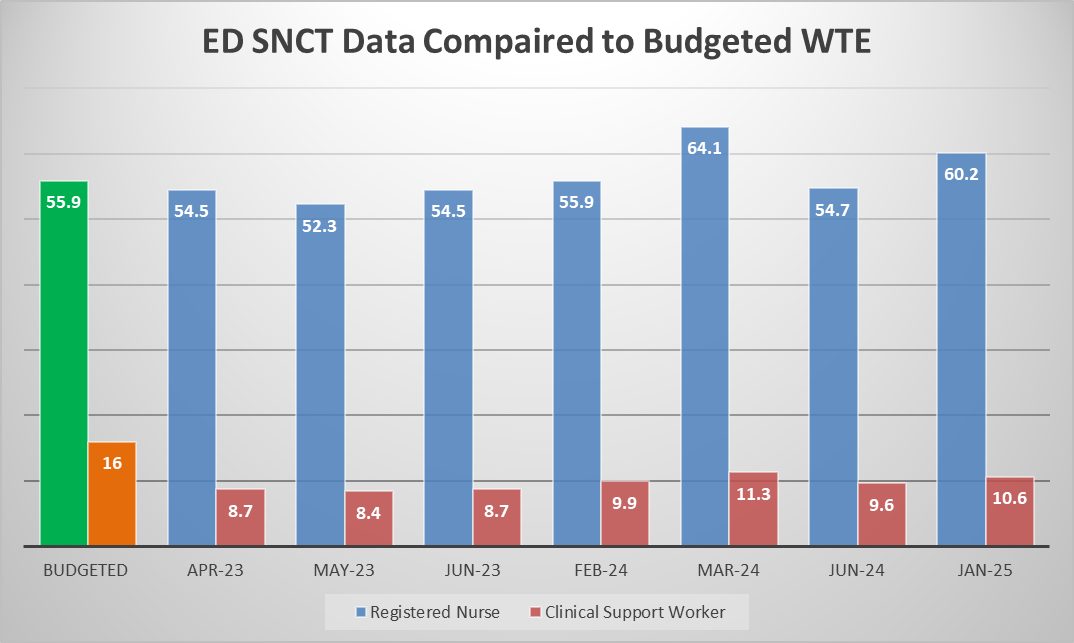 ED SNCT Data Compaired to Budgeted WTE
55.9 54.5 52.3 54.5 55.9 64.1 54.7 60.2
16 8.7 8.4 8.7 9.9 11.3 9.6 10.6
BUDGETED APR-23 MAY-23 JUN-23 FEB-24 MAR-24 JUN-24 JAN-25
Registered Nurse Clinical Support Worker